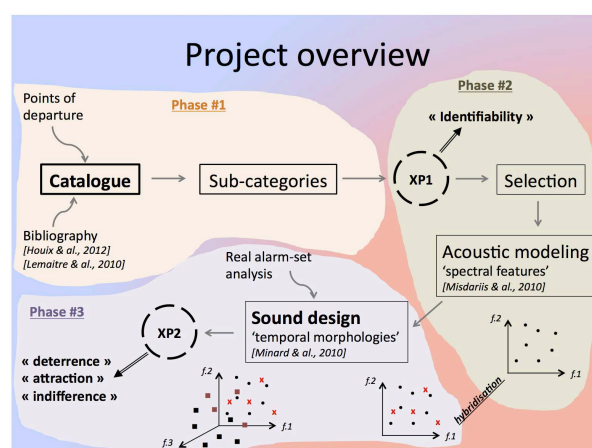 Project overview
Points of
departure
Phase #1
Catalogue
Sub-categories
Bibliography
[Houix & al., 2012]
[Lemaitre & al., 2010]
Phase #2
« Identifiability »
XP1
Selection
Acoustic modeling
‘spectral features’
[Misdariis & al., 2010]
f.2
f.1
hybridisation
Real alarm-set
analysis
Phase #3
Sound design
‘temporal morphologies’
[Minard & al., 2010]
XP2
« deterrence »
« attraction »
« indifference »
f.2
x
x x
x
f.1
f.2
x
x x
x
f.1
f.3